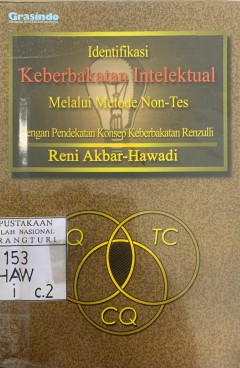 Grasindo
Identifikasi
Keberbakatan Intelektual
Melalui Metode Non-Tes
Dengan Pendekatan Konsep Keberbakatan Renzulli
Reni Akbar-Hawadi
PUSTAKAAN
LAH NASIONAL
RANGTURI
153
HAW
i c.2
Q
TC
CQ